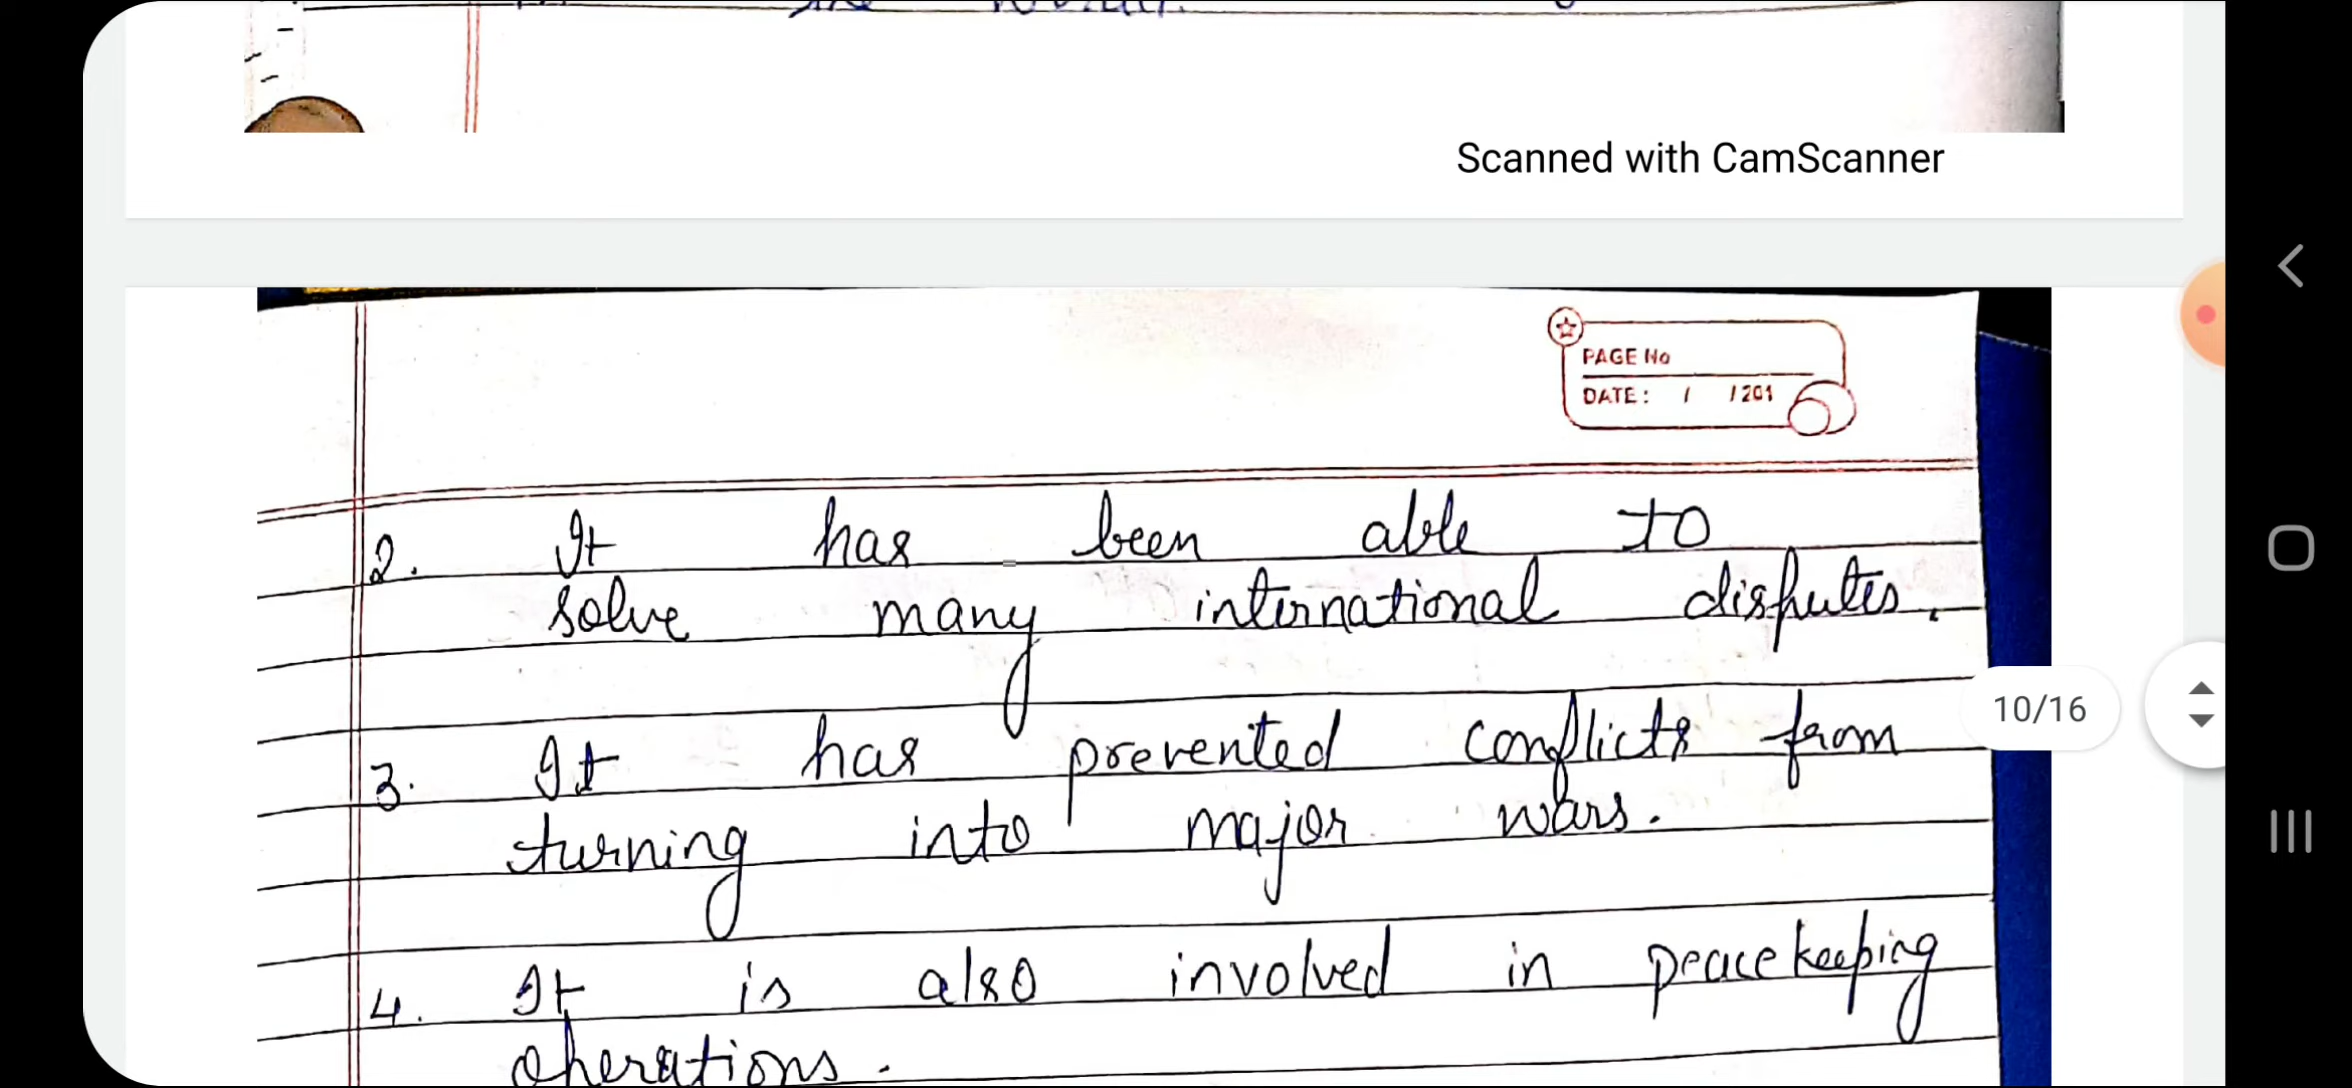 Scanned with CamScanner
PAGE No
DATE: / /201
2. It has been able to
solve many international disputes.
10/16
3. It has prevented conflicts from
turning into major wars.
4. It is also involved in peacekeeping
operations.